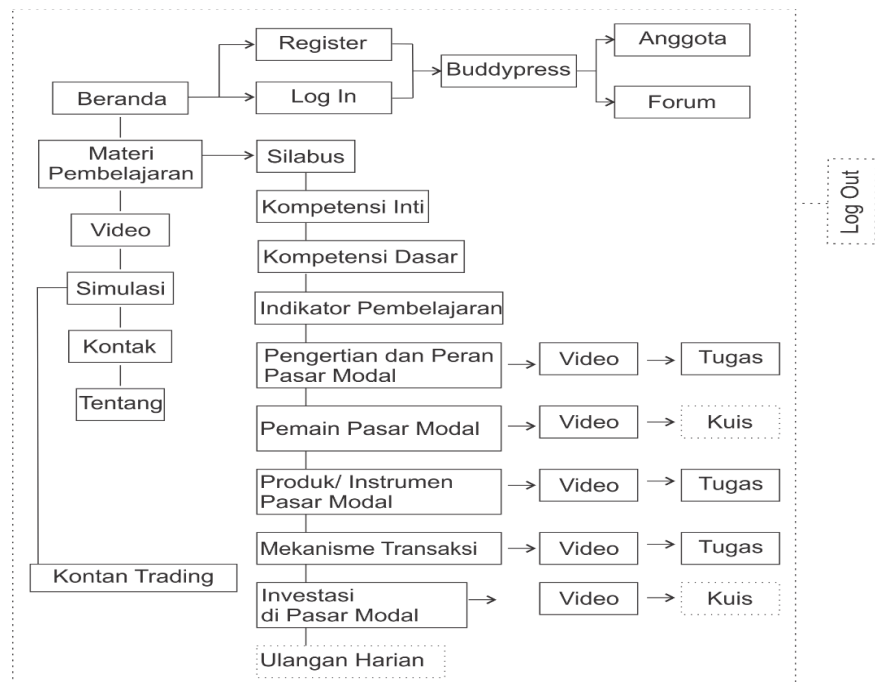 Register
Anggota
Buddypress
Beranda
Log In
Forum
Materi
Pembelajaran
Silabus
Log Out
Kompetensi Inti
Video
Kompetensi Dasar
Simulasi
Indikator Pembelajaran
Kontak
Pengertian dan Peran
Pasar Modal
Video
Tugas
Tentang
Pemain Pasar Modal
Video
Kuis
Produk/ Instrumen
Pasar Modal
Video
Tugas
Mekanisme Transaksi
Video
Tugas
Kontan Trading
Investasi
di Pasar Modal
Video
Kuis
Ulangan Harian